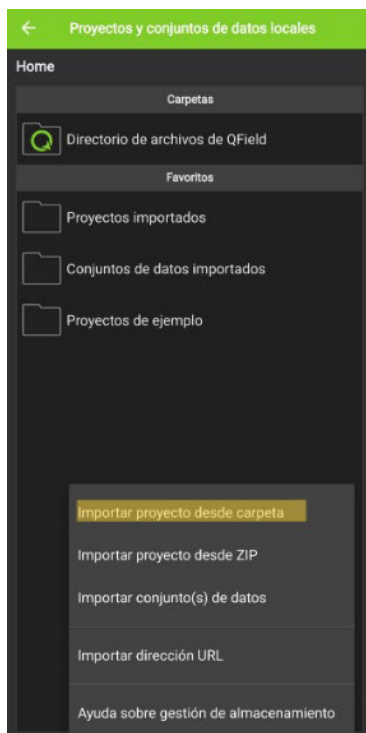 Proyectos y conjuntos de datos locales
Home
Carpetas
Directorio de archivos de QField
Favoritos
Proyectos importados
Conjuntos de datos importados
Proyectos de ejemplo
Importar proyecto desde carpeta
Importar proyecto desde ZIP
Importar conjunto(s) de datos
Importar dirección URL
Ayuda sobre gestión de almacenamiento